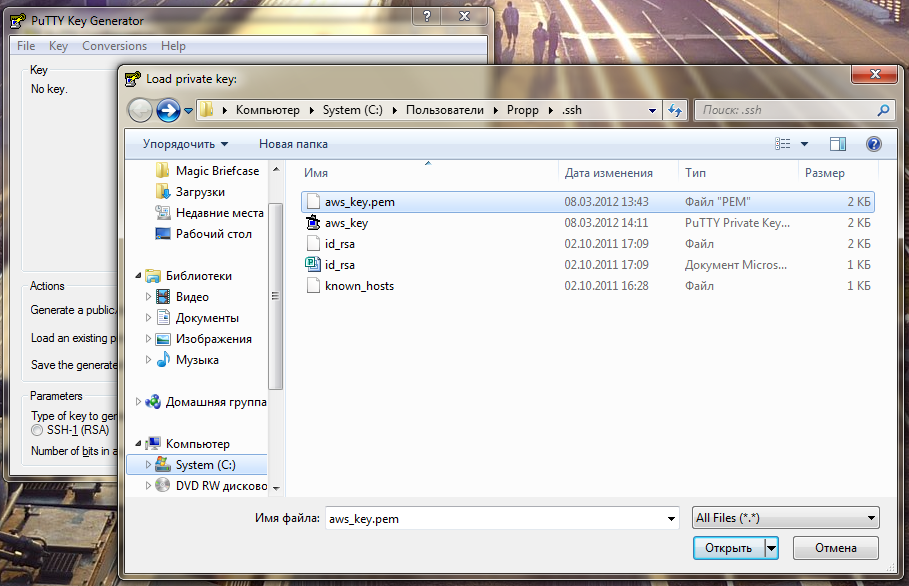 PuTTY Key Generator
File Key Conversions Help
Key
No key.
Actions
Generate a public
Load an existing p
Save the generate
Parameters
Type of key to gen
SSH-1 (RSA)
Number of bits in a
Load private key:
Компьютер System (C:) Пользователи Propp .ssh
Поиск: .ssh
Упорядочить Новая папка
Magic Briefcase
Загрузки
Недавние места
Рабочий стол
Библиотеки
Видео
Документы
Изображения
Музыка
Домашняя группа
Компьютер
System (C:)
DVD RW дисково
Имя Дата изменения Тип Размер
aws_key.pem 08.03.2012 13:43 Файл "PEM" 2 КБ
aws_key 08.03.2012 14:11 PuTTY Private Key... 2 КБ
id_rsa 02.10.2011 17:09 Файл 2 КБ
id_rsa 02.10.2011 17:09 Документ Micros... 1 КБ
known_hosts 02.10.2011 16:28 Файл 1 КБ
Имя файла: aws_key.pem All Files (*.*)
Открыть Отмена